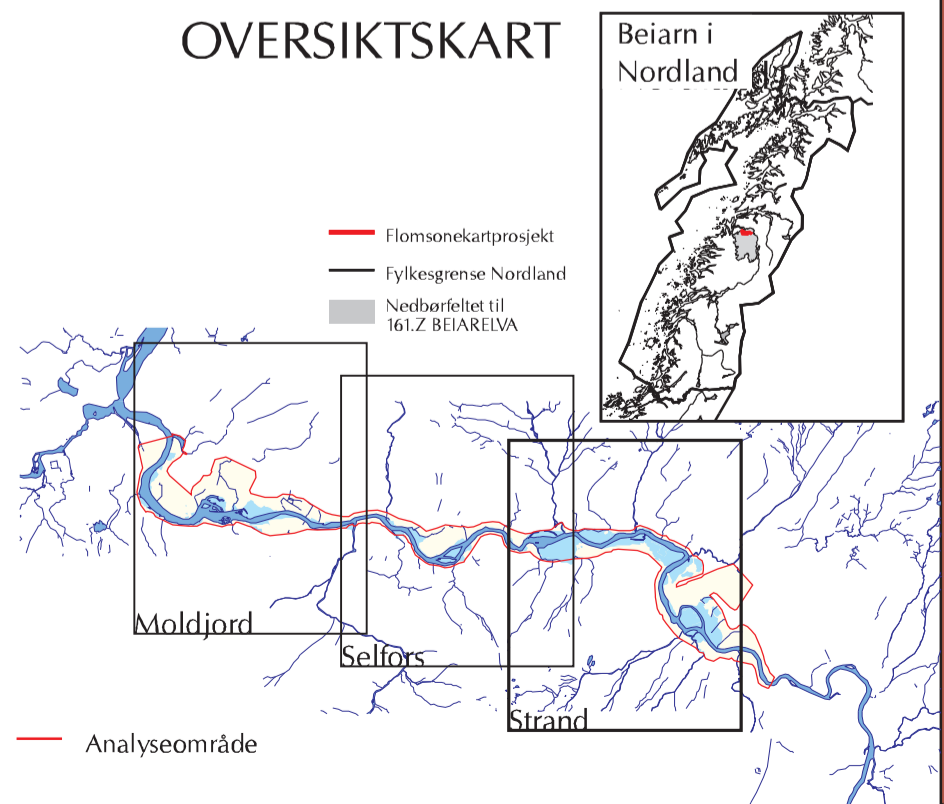 OVERSIKTSKART
Beiarn i
Nordland
Flomsonekartprosjekt
Fylkesgrense Nordland
Nedbørfeltet til
161.Z BEIARELVA
Moldjord
Selfors
Strand
Analyseområde